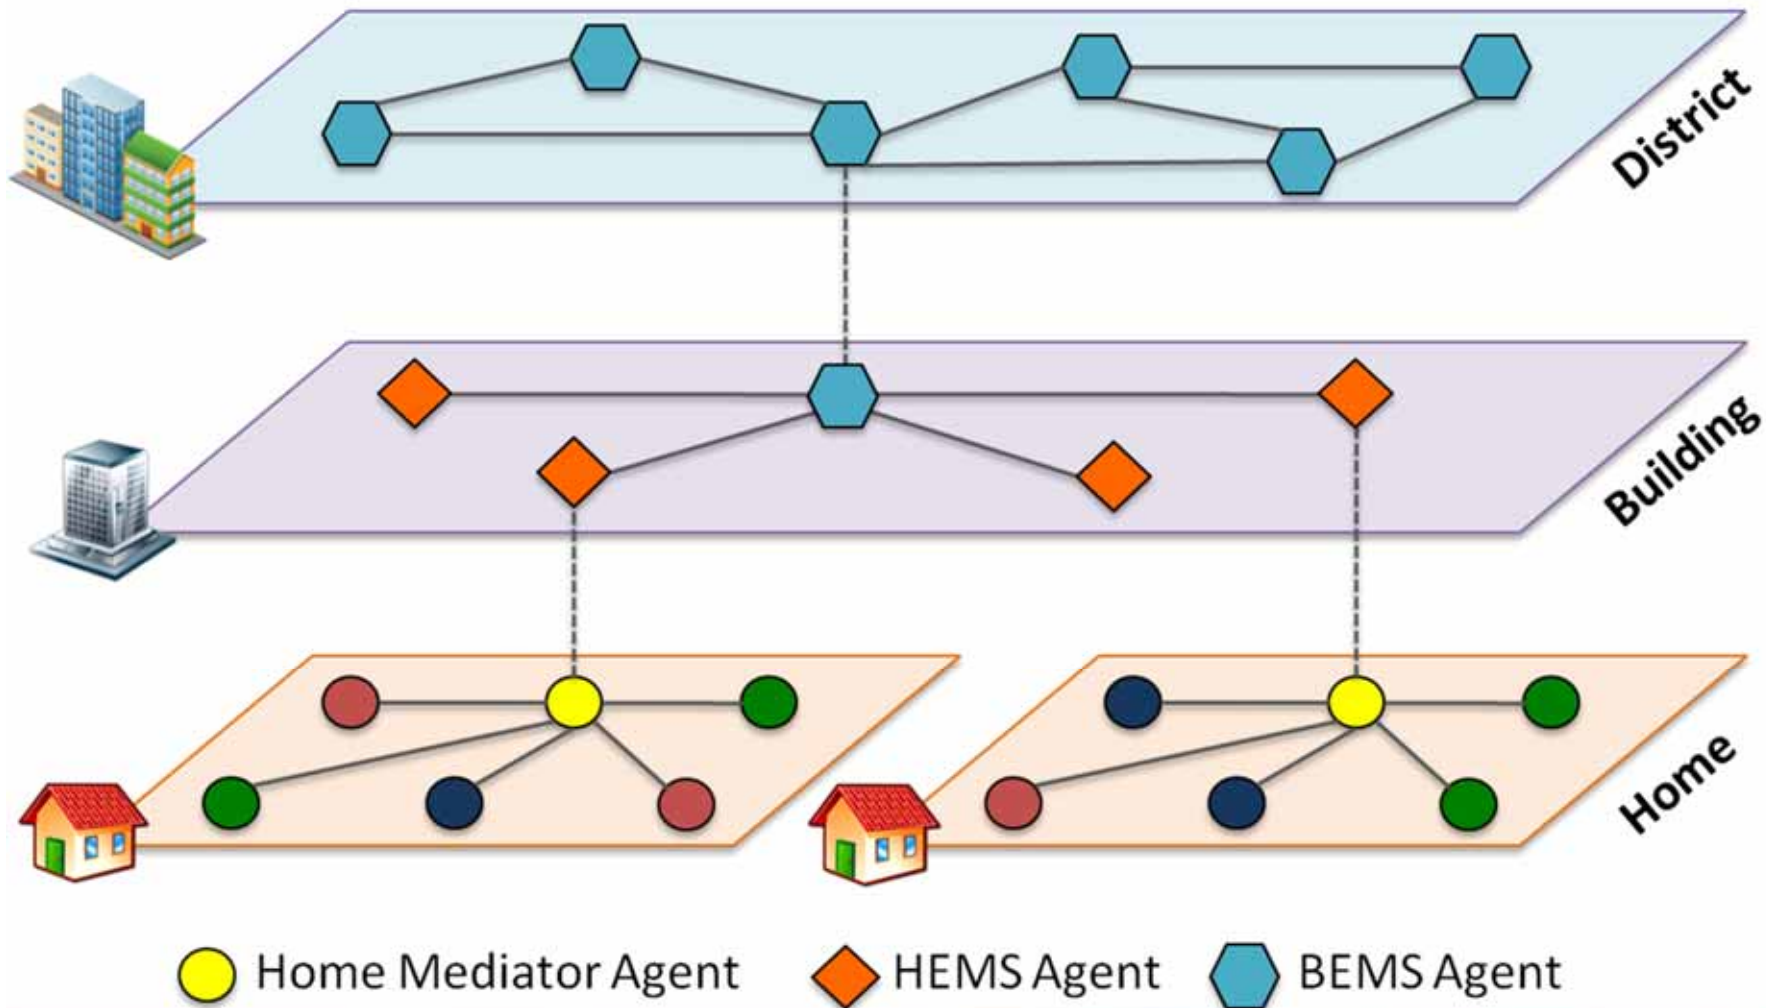 District
Building
Home
Home Mediator Agent
HEMS Agent
BEMS Agent